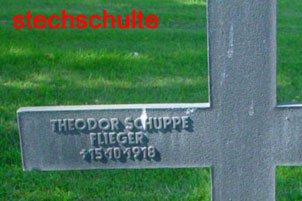 stechschulte
THEODOR SCHUPPE
FLIEGER
+15.10.1918